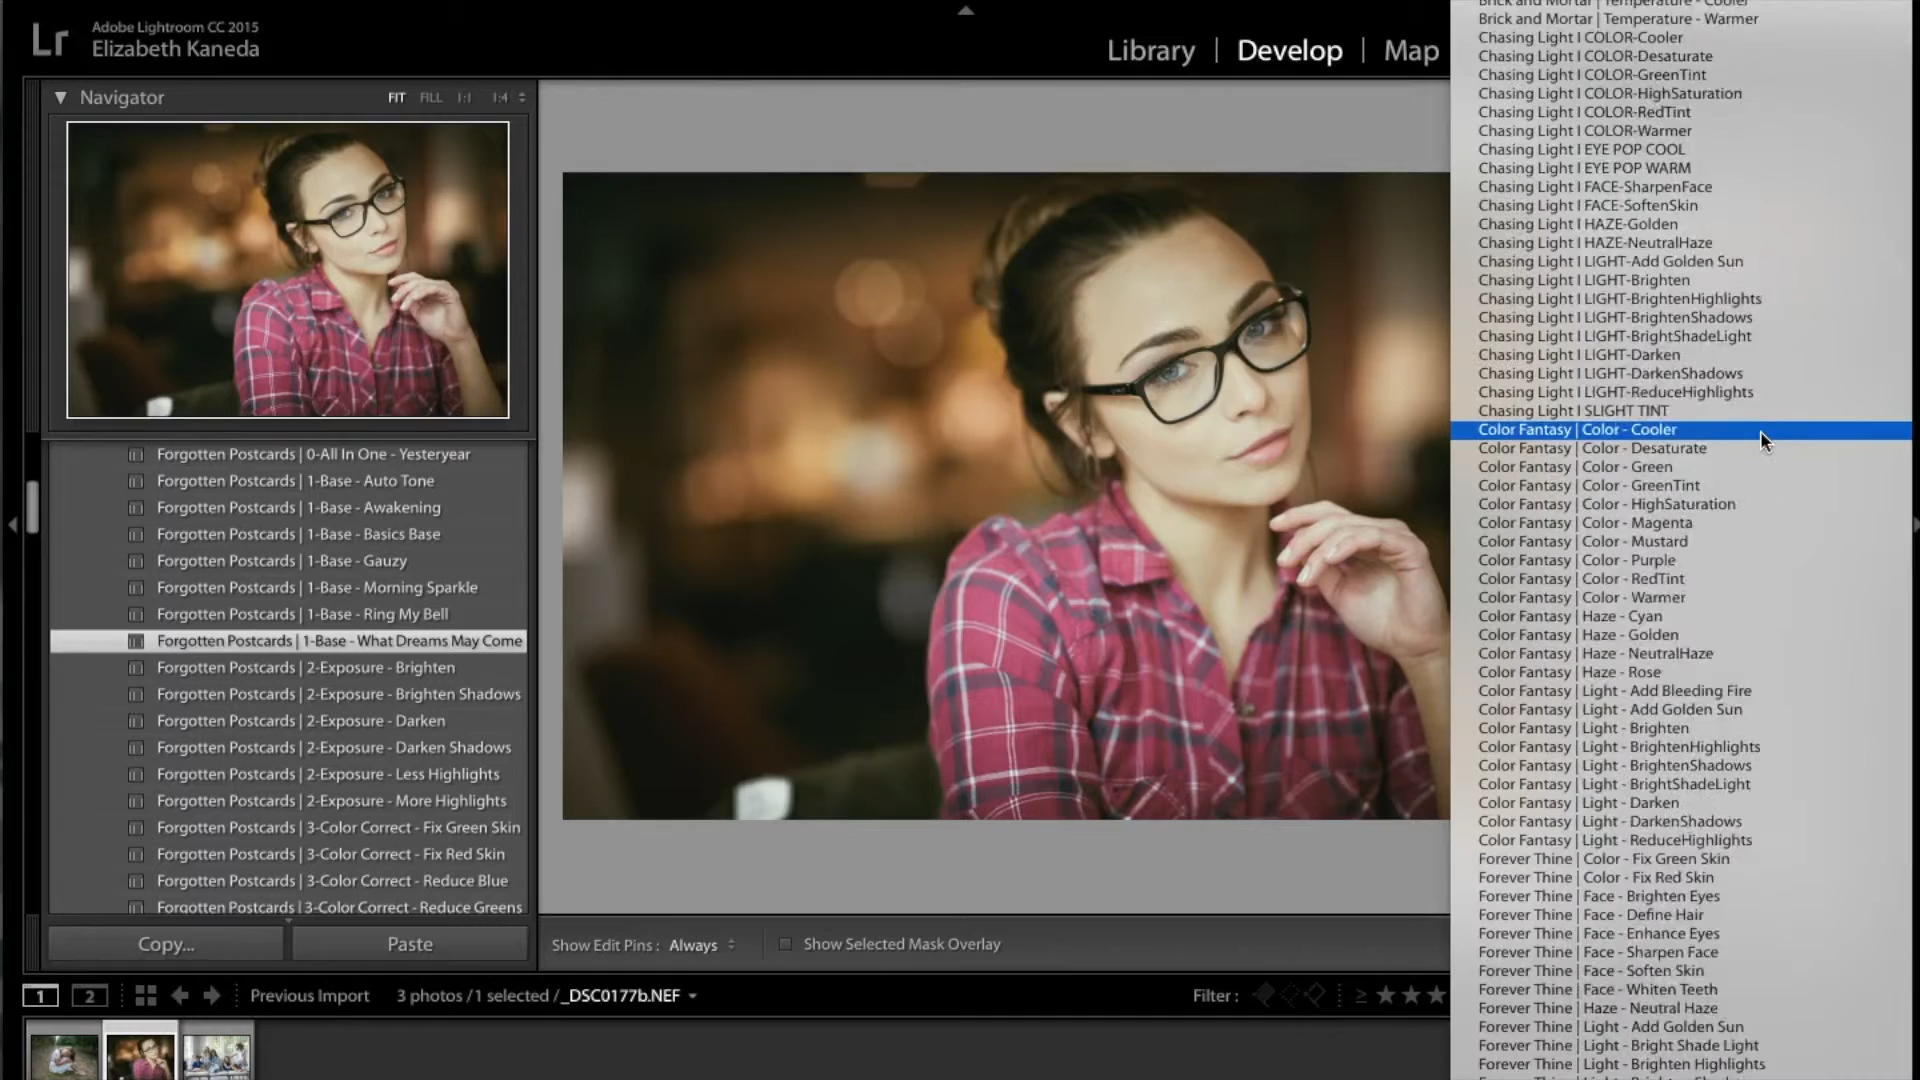 Lr
Adobe Lightroom CC 2015
Elizabeth Kaneda
Library | Develop | Map
Navigator
FIT FILL 1:1 1:4
Forgotten Postcards | 0-All In One - Yesteryear
Forgotten Postcards | 1-Base - Auto Tone
Forgotten Postcards | 1-Base - Awakening
Forgotten Postcards | 1-Base - Basics Base
Forgotten Postcards | 1-Base - Gauzy
Forgotten Postcards | 1-Base - Morning Sparkle
Forgotten Postcards | 1-Base - Ring My Bell
Forgotten Postcards | 1-Base - What Dreams May Come
Forgotten Postcards | 2-Exposure - Brighten
Forgotten Postcards | 2-Exposure - Brighten Shadows
Forgotten Postcards | 2-Exposure - Darken
Forgotten Postcards | 2-Exposure - Darken Shadows
Forgotten Postcards | 2-Exposure - Less Highlights
Forgotten Postcards | 2-Exposure - More Highlights
Forgotten Postcards | 3-Color Correct - Fix Green Skin
Forgotten Postcards | 3-Color Correct - Fix Red Skin
Forgotten Postcards | 3-Color Correct - Reduce Blue
Forgotten Postcards | 3-Color Correct - Reduce Greens
Copy... Paste
Show Edit Pins : Always Show Selected Mask Overlay
1 2 Previous Import 3 photos / 1 selected / _DSC0177b.NEF Filter : ≥ ★★★
Brick and Mortar | Temperature - Cooler
Brick and Mortar | Temperature - Warmer
Chasing Light I COLOR-Cooler
Chasing Light I COLOR-Desaturate
Chasing Light I COLOR-GreenTint
Chasing Light I COLOR-HighSaturation
Chasing Light I COLOR-RedTint
Chasing Light I COLOR-Warmer
Chasing Light I EYE POP COOL
Chasing Light I EYE POP WARM
Chasing Light I FACE-SharpenFace
Chasing Light I FACE-SoftenSkin
Chasing Light I HAZE-Golden
Chasing Light I HAZE-NeutralHaze
Chasing Light I LIGHT-Add Golden Sun
Chasing Light I LIGHT-Brighten
Chasing Light I LIGHT-BrightenHighlights
Chasing Light I LIGHT-BrightenShadows
Chasing Light I LIGHT-BrightShadeLight
Chasing Light I LIGHT-Darken
Chasing Light I LIGHT-DarkenShadows
Chasing Light I LIGHT-ReduceHighlights
Chasing Light I SLIGHT TINT
Color Fantasy | Color - Cooler
Color Fantasy | Color - Desaturate
Color Fantasy | Color - Green
Color Fantasy | Color - GreenTint
Color Fantasy | Color - HighSaturation
Color Fantasy | Color - Magenta
Color Fantasy | Color - Mustard
Color Fantasy | Color - Purple
Color Fantasy | Color - RedTint
Color Fantasy | Color - Warmer
Color Fantasy | Haze - Cyan
Color Fantasy | Haze - Golden
Color Fantasy | Haze - NeutralHaze
Color Fantasy | Haze - Rose
Color Fantasy | Light - Add Bleeding Fire
Color Fantasy | Light - Add Golden Sun
Color Fantasy | Light - Brighten
Color Fantasy | Light - BrightenHighlights
Color Fantasy | Light - BrightenShadows
Color Fantasy | Light - BrightShadeLight
Color Fantasy | Light - Darken
Color Fantasy | Light - DarkenShadows
Color Fantasy | Light - ReduceHighlights
Forever Thine | Color - Fix Green Skin
Forever Thine | Color - Fix Red Skin
Forever Thine | Face - Brighten Eyes
Forever Thine | Face - Define Hair
Forever Thine | Face - Enhance Eyes
Forever Thine | Face - Sharpen Face
Forever Thine | Face - Soften Skin
Forever Thine | Face - Whiten Teeth
Forever Thine | Haze - Neutral Haze
Forever Thine | Light - Add Golden Sun
Forever Thine | Light - Bright Shade Light
Forever Thine | Light - Brighten Highlights